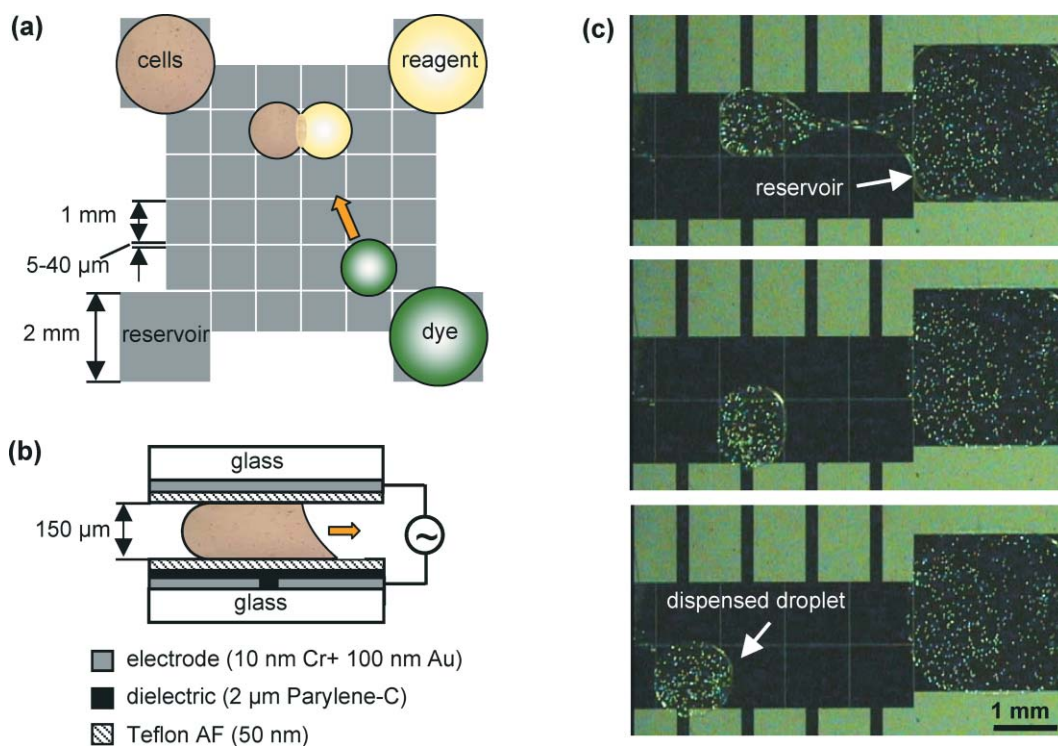 (a)
cells
reagent
1 mm
5-40 µm
2 mm
reservoir
dye
(b)
glass
150 µm
~
glass
electrode (10 nm Cr+ 100 nm Au)
dielectric (2 µm Parylene-C)
Teflon AF (50 nm)
(c)
reservoir
dispensed droplet
1 mm